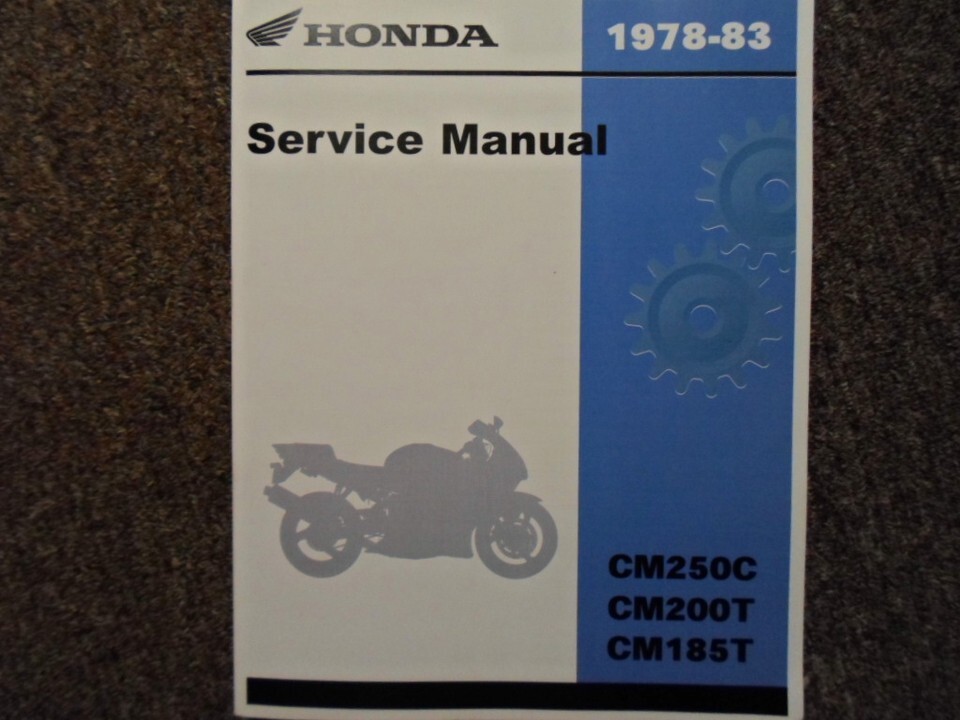 HONDA 1978-83
Service Manual
CM250C
CM200T
CM185T